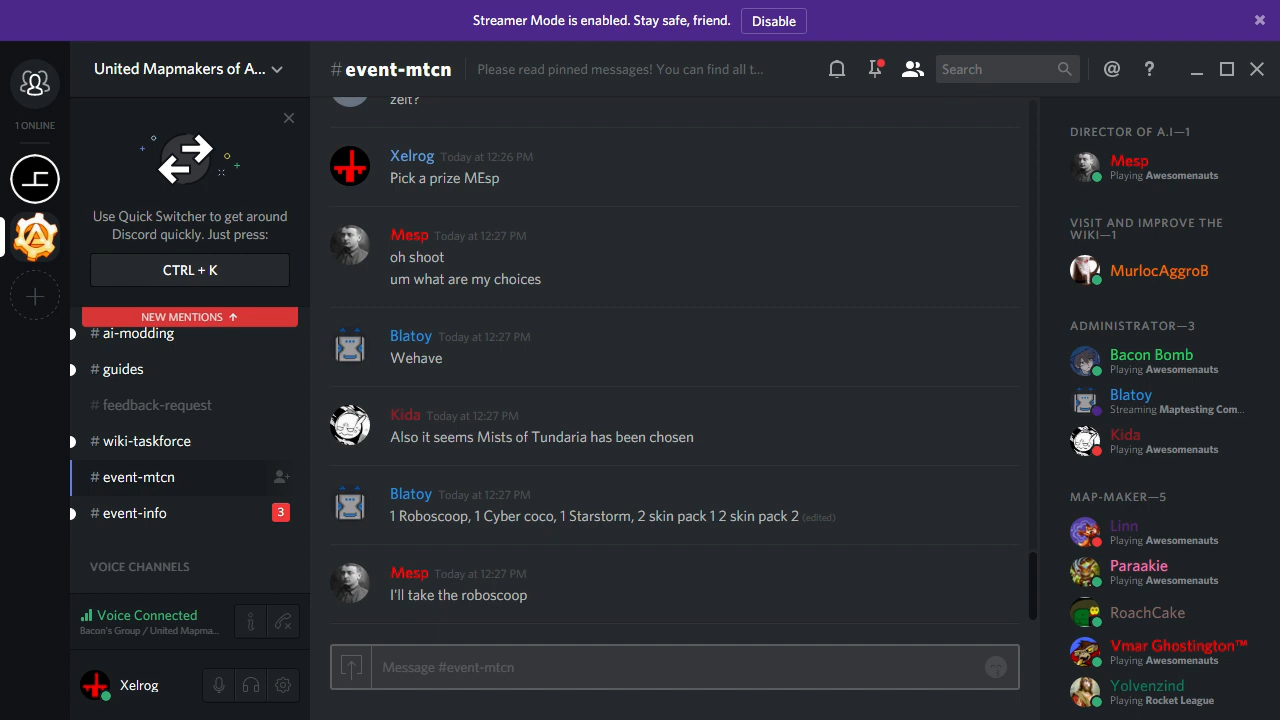 Streamer Mode is enabled. Stay safe, friend. Disable
1 ONLINE
United Mapmakers of A...
Use Quick Switcher to get around
Discord quickly. Just press:
CTRL + K
NEW MENTIONS
# ai-modding
# guides
# feedback-request
# wiki-taskforce
# event-mtcn
# event-info 3
VOICE CHANNELS
Voice Connected
Bacon's Group / United Mapma...
Xelrog
# event-mtcn Please read pinned messages! You can find all t...
Search
zeit?
Xelrog Today at 12:26 PM
Pick a prize MEsp
Mesp Today at 12:27 PM
oh shoot
um what are my choices
Blatoy Today at 12:27 PM
Wehave
Kida Today at 12:27 PM
Also it seems Mists of Tundaria has been chosen
Blatoy Today at 12:27 PM
1 Roboscoop, 1 Cyber coco, 1 Starstorm, 2 skin pack 1 2 skin pack 2 (edited)
Mesp Today at 12:27 PM
I'll take the roboscoop
Message #event-mtcn
DIRECTOR OF A.I—1
Mesp
Playing Awesomenauts
VISIT AND IMPROVE THE
WIKI—1
MurlocAggroB
ADMINISTRATOR—3
Bacon Bomb
Playing Awesomenauts
Blatoy
Streaming Maptesting Com...
Kida
Playing Awesomenauts
MAP-MAKER—5
Linn
Playing Awesomenauts
Paraakie
Playing Awesomenauts
RoachCake
Vmar Ghostington™
Playing Awesomenauts
Yolvenzind
Playing Rocket League